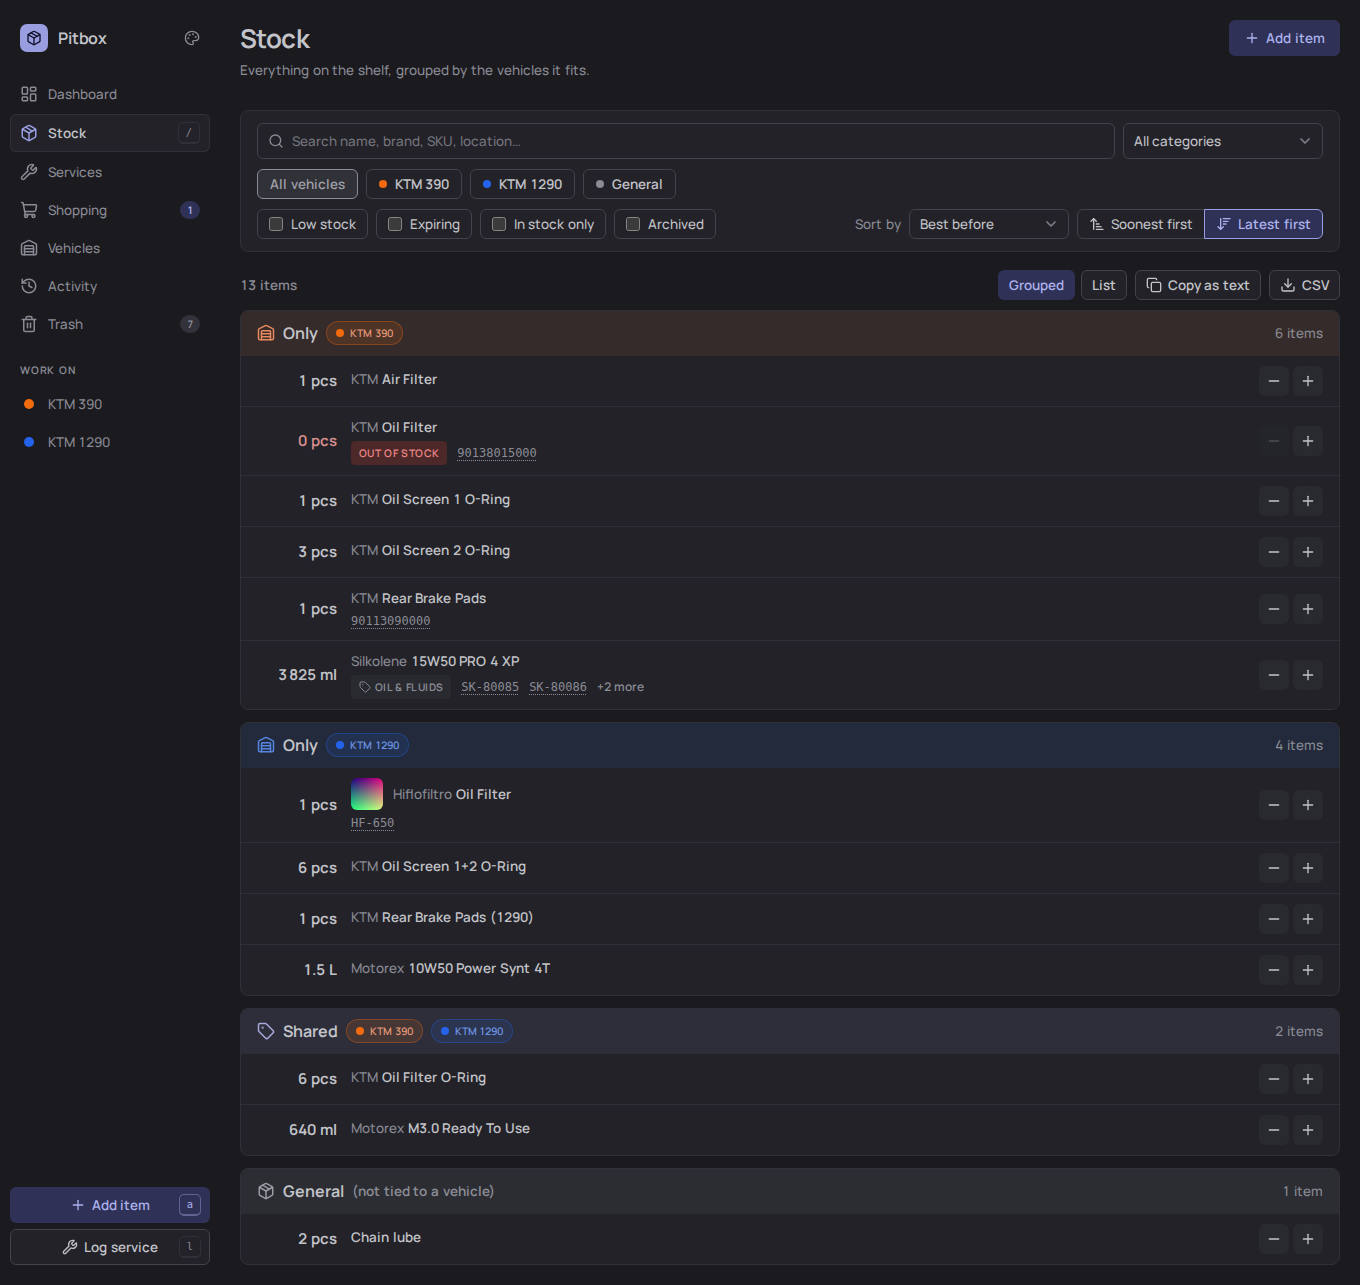 Pitbox
Dashboard
Stock /
Services
Shopping 1
Vehicles
Activity
Trash 7
WORK ON
KTM 390
KTM 1290
Add item a
Log service l
Stock
Add item
Everything on the shelf, grouped by the vehicles it fits.
Search name, brand, SKU, location…
All categories
All vehicles KTM 390 KTM 1290 General
Low stock Expiring In stock only Archived Sort by Best before Soonest first Latest first
13 items Grouped List Copy as text CSV
Only KTM 390 6 items
1 pcs KTM Air Filter
0 pcs KTM Oil Filter
OUT OF STOCK 90138015000
1 pcs KTM Oil Screen 1 O-Ring
3 pcs KTM Oil Screen 2 O-Ring
1 pcs KTM Rear Brake Pads
90113090000
3 825 ml Silkolene 15W50 PRO 4 XP
OIL & FLUIDS SK-80085 SK-80086 +2 more
Only KTM 1290 4 items
1 pcs Hiflofiltro Oil Filter
HF-650
6 pcs KTM Oil Screen 1+2 O-Ring
1 pcs KTM Rear Brake Pads (1290)
1.5 L Motorex 10W50 Power Synt 4T
Shared KTM 390 KTM 1290 2 items
6 pcs KTM Oil Filter O-Ring
640 ml Motorex M3.0 Ready To Use
General (not tied to a vehicle) 1 item
2 pcs Chain lube